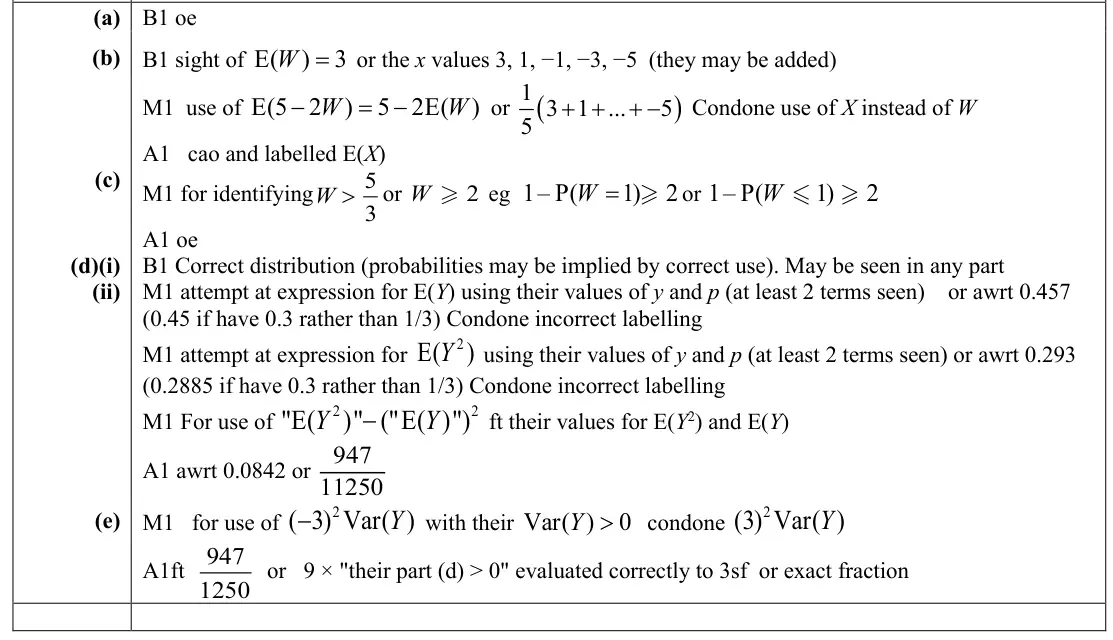 (a) B1 oe
(b) B1 sight of E(W) = 3 or the x values 3, 1, −1, −3, −5 (they may be added)
M1 use of E(5 − 2W) = 5 − 2E(W) or 1/5 (3 + 1 + ... + −5) Condone use of X instead of W
A1 cao and labelled E(X)
(c) M1 for identifying W > 5/3 or W ⩾ 2 eg 1 – P(W = 1) ⩾ 2 or 1 – P(W ⩽ 1) ⩾ 2
A1 oe
(d)(i) B1 Correct distribution (probabilities may be implied by correct use). May be seen in any part
(ii) M1 attempt at expression for E(Y) using their values of y and p (at least 2 terms seen) or awrt 0.457
(0.45 if have 0.3 rather than 1/3) Condone incorrect labelling
M1 attempt at expression for E(Y²) using their values of y and p (at least 2 terms seen) or awrt 0.293
(0.2885 if have 0.3 rather than 1/3) Condone incorrect labelling
M1 For use of "E(Y²)"−("E(Y)")² ft their values for E(Y²) and E(Y)
A1 awrt 0.0842 or 947/11250
(e) M1 for use of (−3)² Var(Y) with their Var(Y) > 0 condone (3)² Var(Y)
A1ft 947/1250 or 9 × "their part (d) > 0" evaluated correctly to 3sf or exact fraction